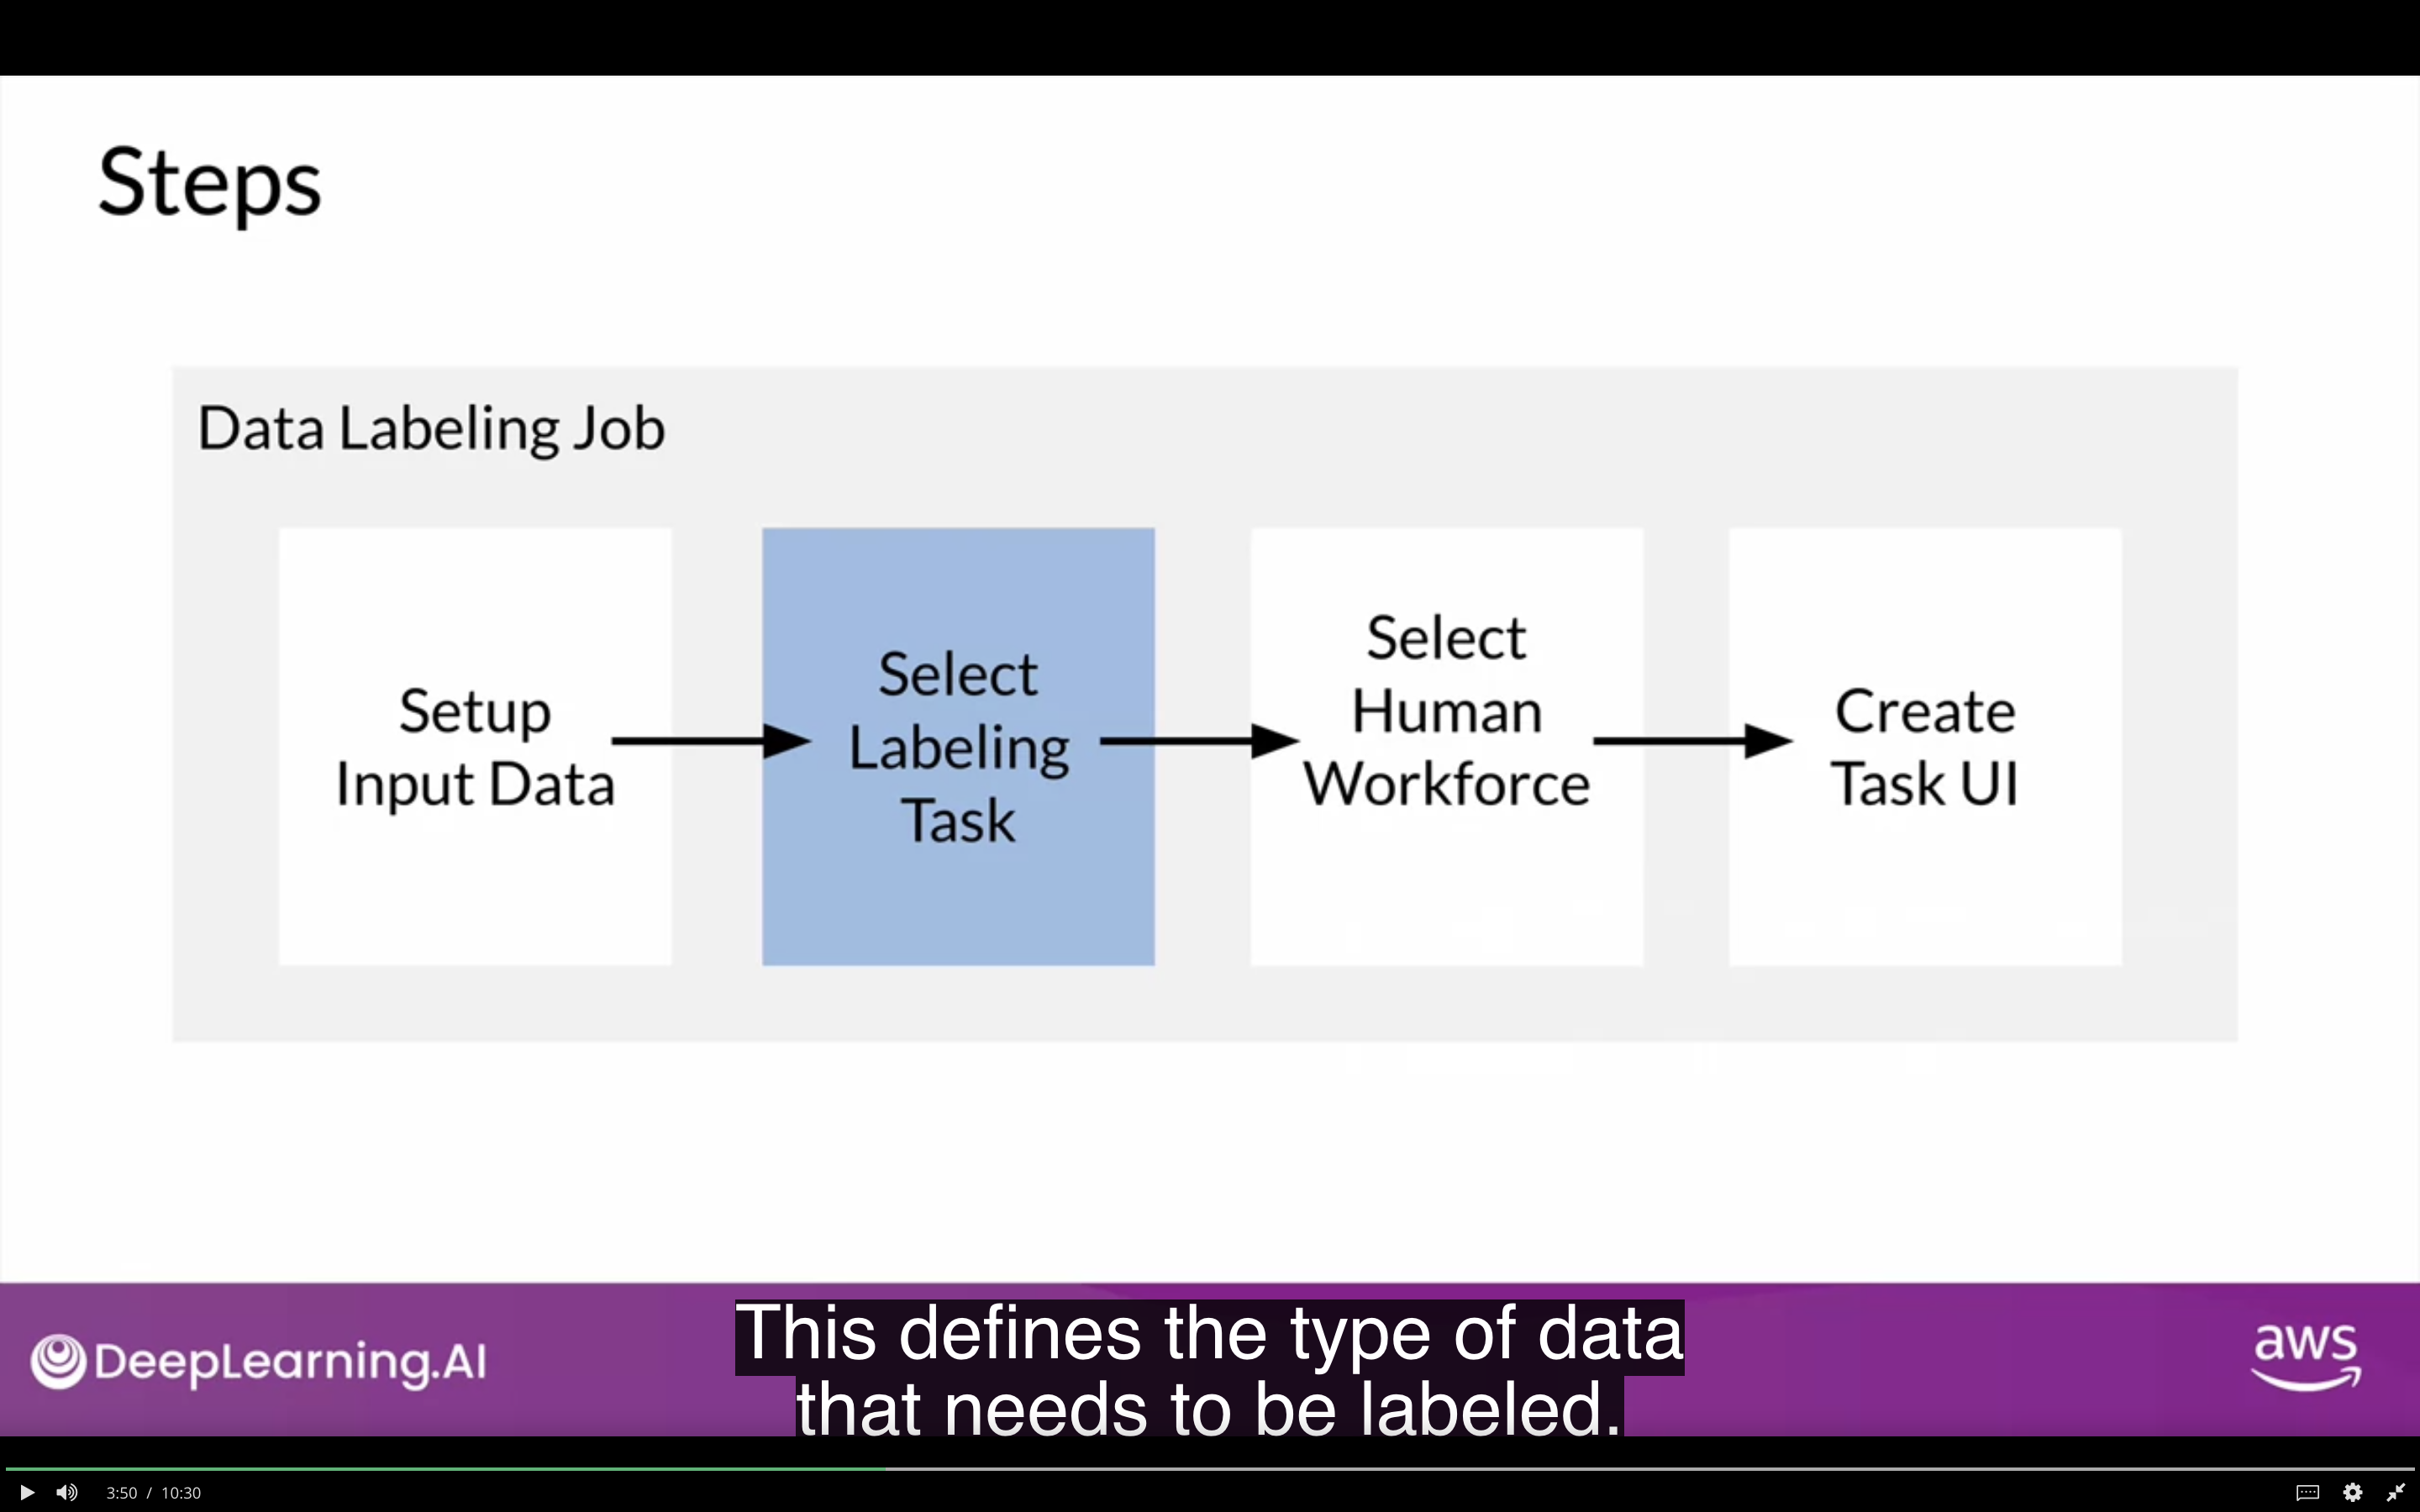 Steps
Data Labeling Job
Setup
Input Data
Select
Labeling
Task
Select
Human
Workforce
Create
Task UI
DeepLearning.AI
This defines the type of data
that needs to be labeled.
aws
3:50 / 10:30